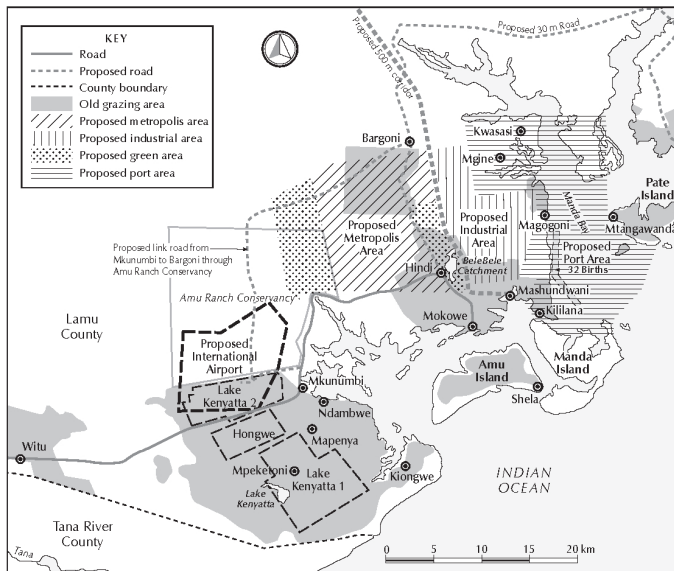 KEY
Road
Proposed road
County boundary
Old grazing area
Proposed metropolis area
Proposed industrial area
Proposed green area
Proposed port area
Proposed 500 m corridor
Proposed 30 m Road
Bargoni
Kwasasi
Mgine
Pate
Island
Manda Bay
Magogoni
Mtangawanda
Proposed
Metropolis
Area
Proposed
Industrial
Area
Proposed
Port Area
32 Births
Hindi
BeleBele
Catchment
Mashundwani
Kililana
Mokowe
Proposed link road from
Mkunumbi to Bargoni through
Amu Ranch Conservancy
Amu Ranch Conservancy
Lamu
County
Proposed
International
Airport
Manda
Island
Amu
Island
Shela
Lake
Kenyatta 2
Mkunumbi
Ndambwe
Hongwe
Mapenya
Witu
Mpeketoni
Lake
Kenyatta 1
Kiongwe
Lake
Kenyatta
INDIAN
OCEAN
Tana River
County
Tana
0 5 10 15 20 km